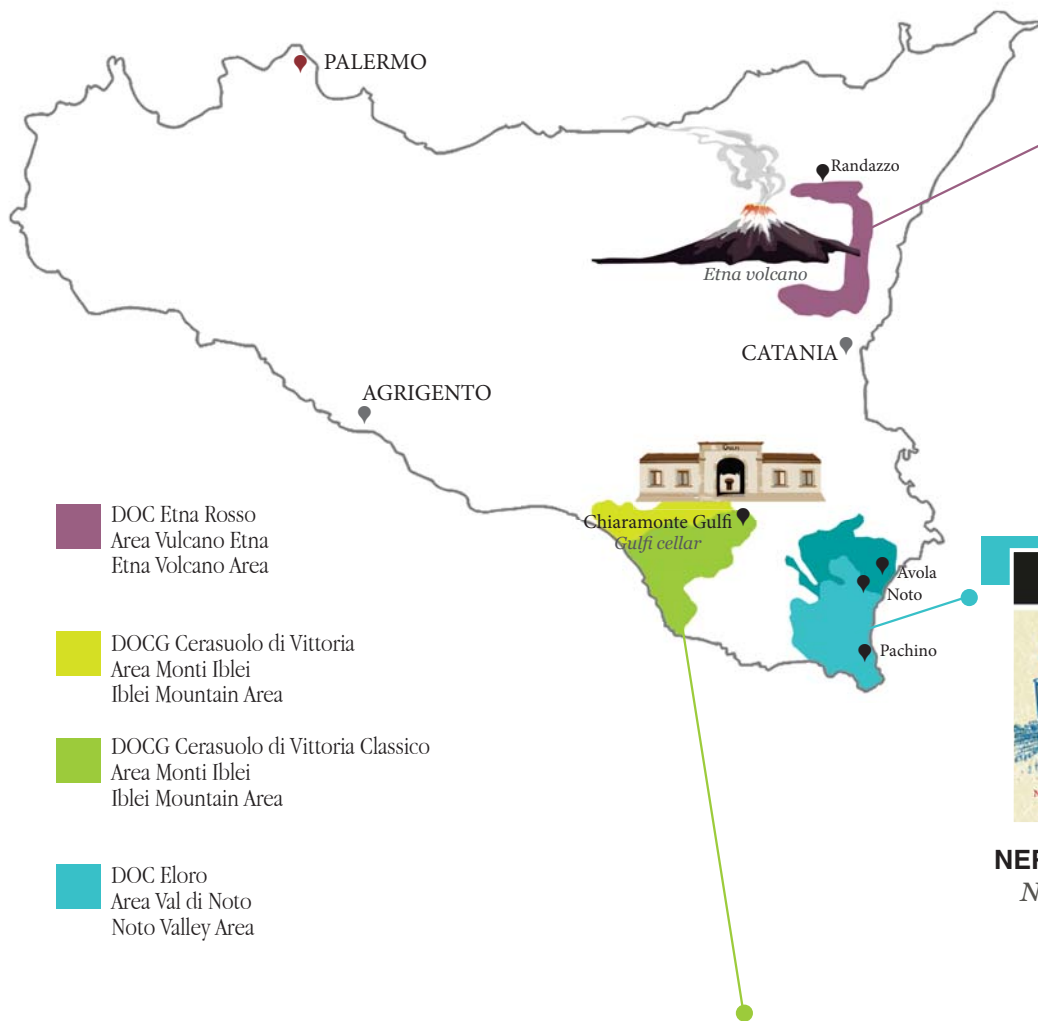 PALERMO
Randazzo
Etna volcano
CATANIA
AGRIGENTO
Chiaramonte Gulfi
Gulfi cellar
Avola
Noto
Pachino
DOC Etna Rosso
Area Vulcano Etna
Etna Volcano Area
DOCG Cerasuolo di Vittoria
Area Monti Iblei
Iblei Mountain Area
DOCG Cerasuolo di Vittoria Classico
Area Monti Iblei
Iblei Mountain Area
DOC Eloro
Area Val di Noto
Noto Valley Area